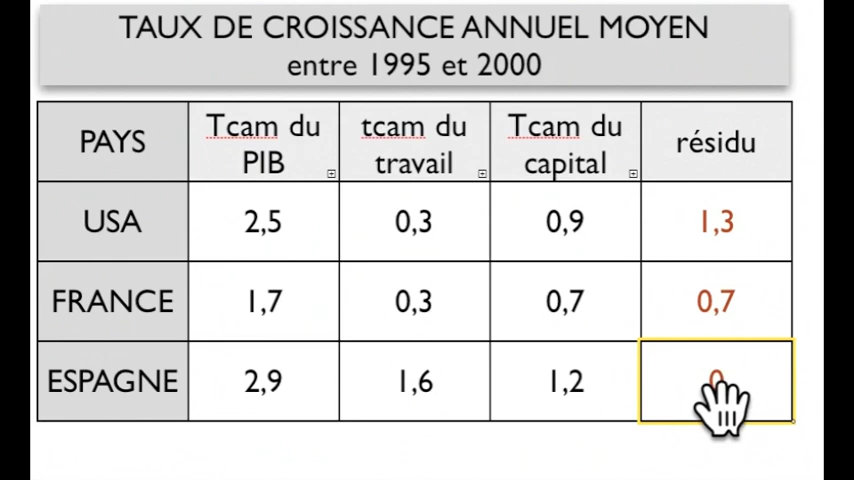 TAUX DE CROISSANCE ANNUEL MOYEN
entre 1995 et 2000
PAYS
Tcam du
PIB
tcam du
travail
Tcam du
capital
résidu
USA
2,5
0,3
0,9
1,3
FRANCE
1,7
0,3
0,7
0,7
ESPAGNE
2,9
1,6
1,2